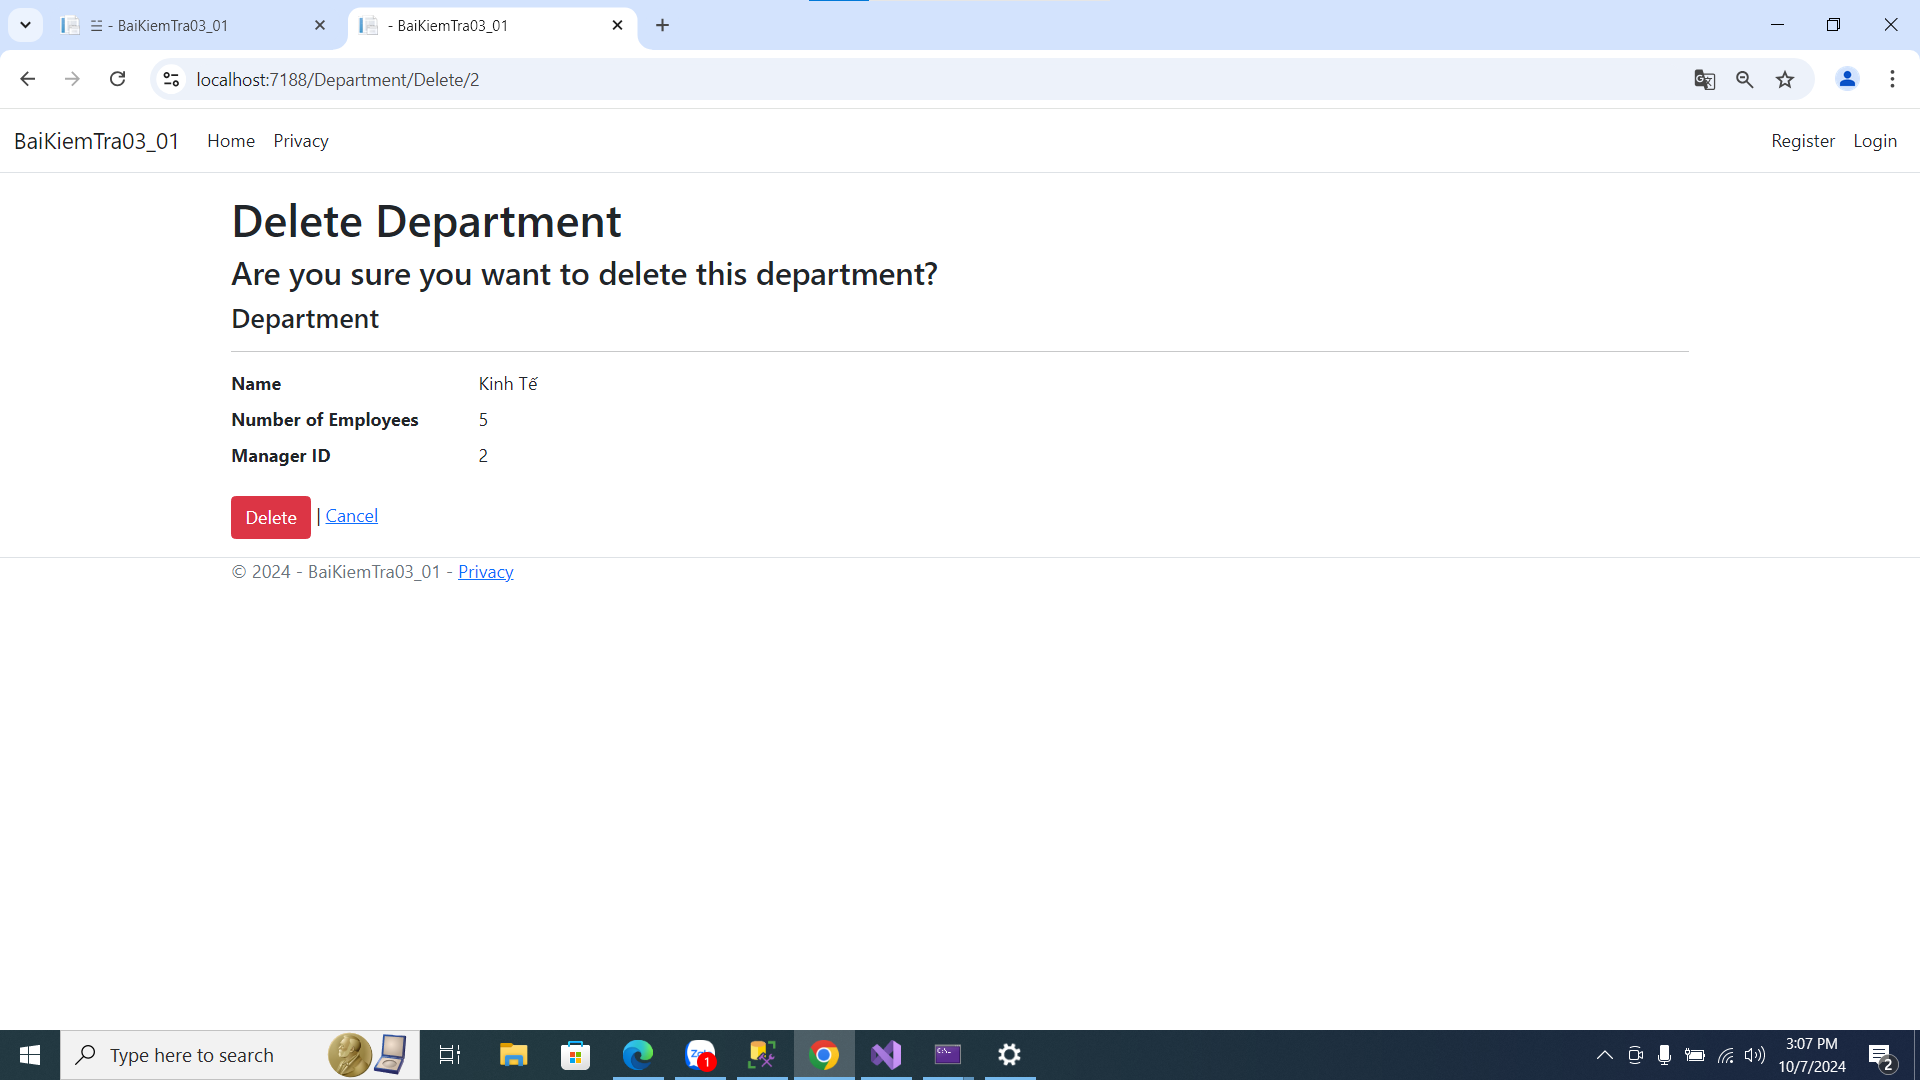 ☰ - BaiKiemTra03_01
- BaiKiemTra03_01
localhost:7188/Department/Delete/2
BaiKiemTra03_01 Home Privacy Register Login
Delete Department
Are you sure you want to delete this department?
Department
Name Kinh Tế
Number of Employees 5
Manager ID 2
Delete | Cancel
© 2024 - BaiKiemTra03_01 - Privacy
Type here to search
1
3:07 PM
10/7/2024
2